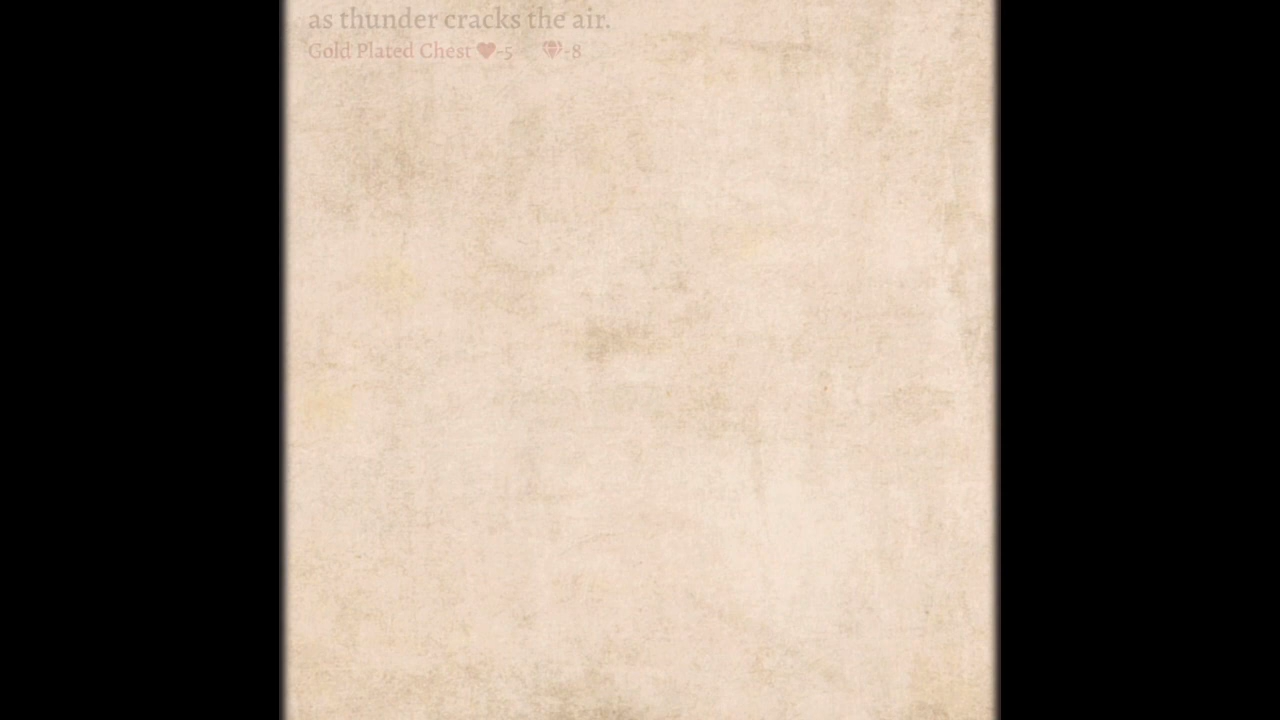 as thunder cracks the air.
Gold Plated Chest ♥-5 💎-8